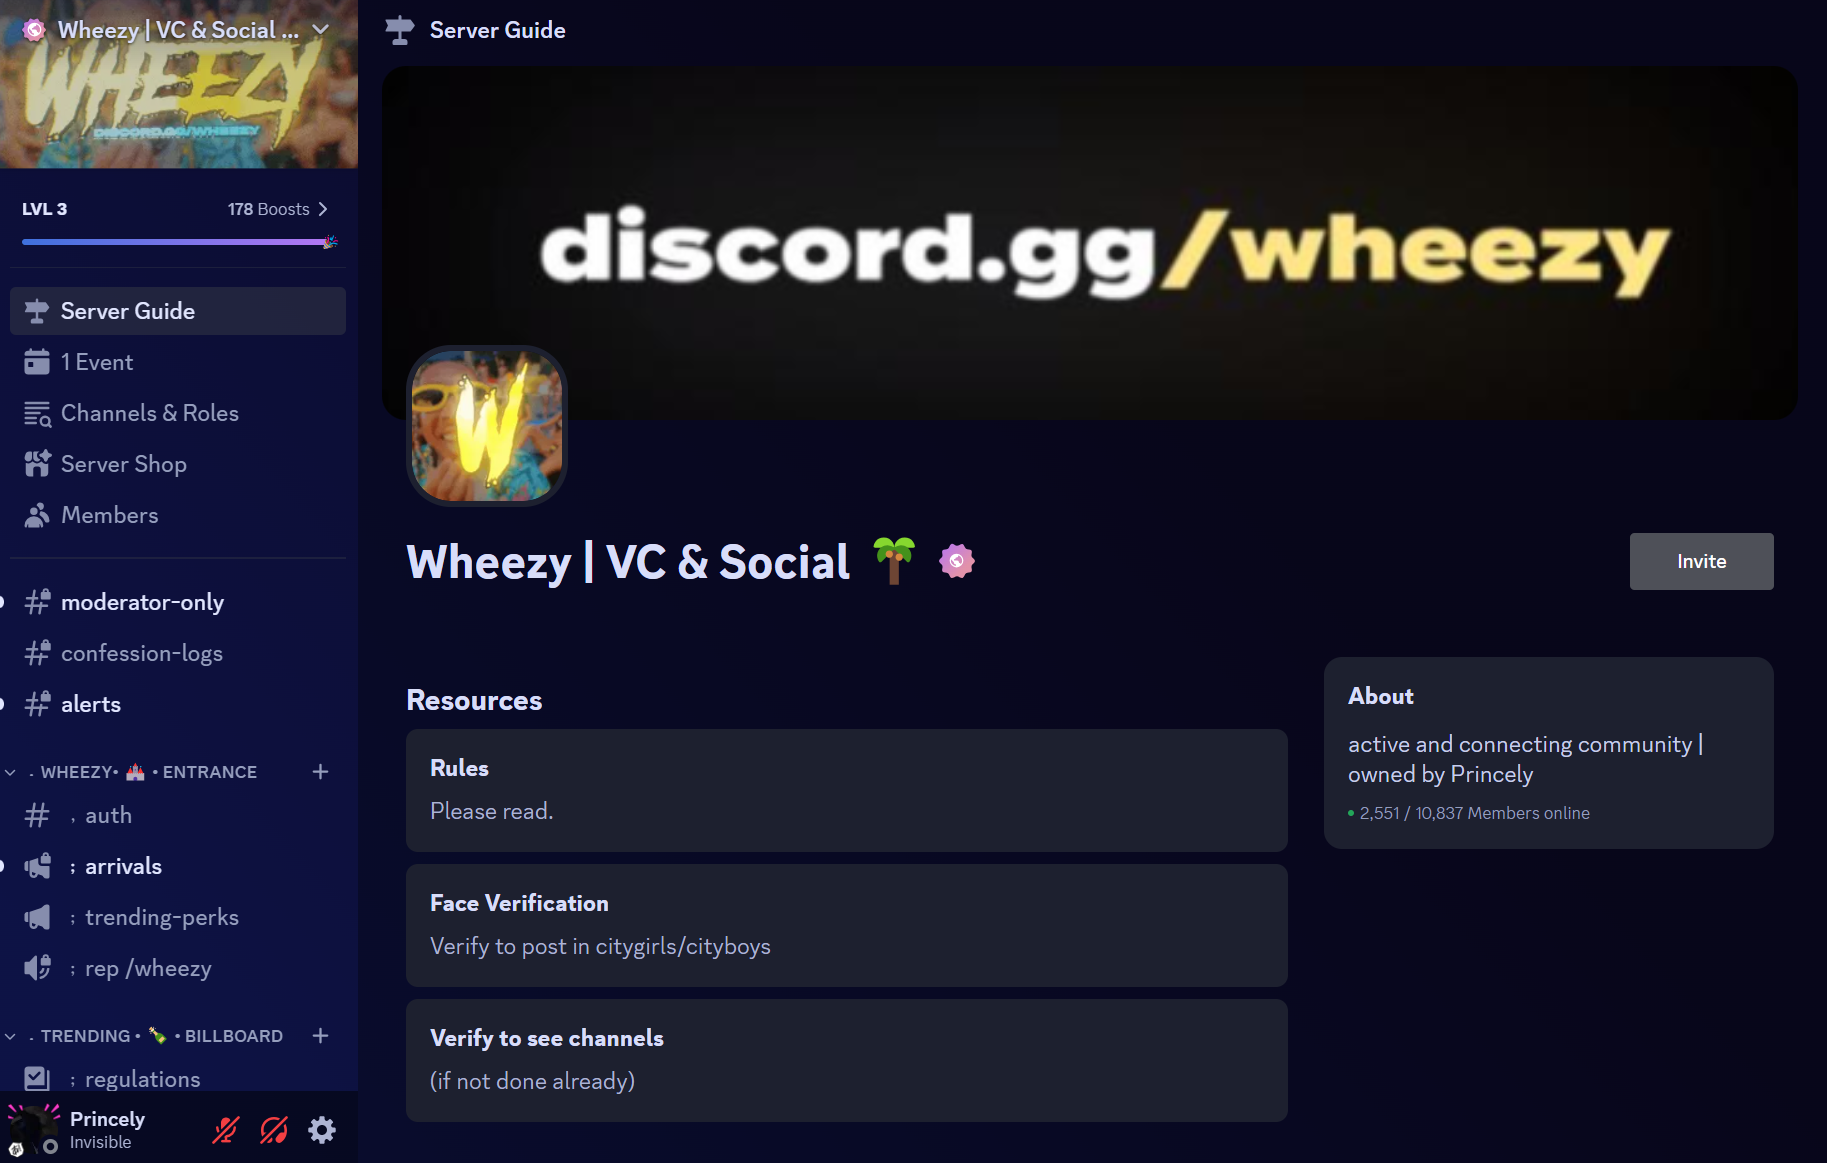 Wheezy | VC & Social ...
WHEEZY
DISCORD.GG/WHEEZY
LVL 3
178 Boosts
Server Guide
1 Event
Channels & Roles
Server Shop
Members
moderator-only
confession-logs
alerts
. WHEEZY• 🏰 • ENTRANCE
, auth
; arrivals
; trending-perks
; rep /wheezy
. TRENDING • 🍾 • BILLBOARD
; regulations
Princely
Invisible
Server Guide
discord.gg/wheezy
W
Wheezy | VC & Social 🌴
Invite
Resources
Rules
Please read.
Face Verification
Verify to post in citygirls/cityboys
Verify to see channels
(if not done already)
About
active and connecting community |
owned by Princely
2,551 / 10,837 Members online